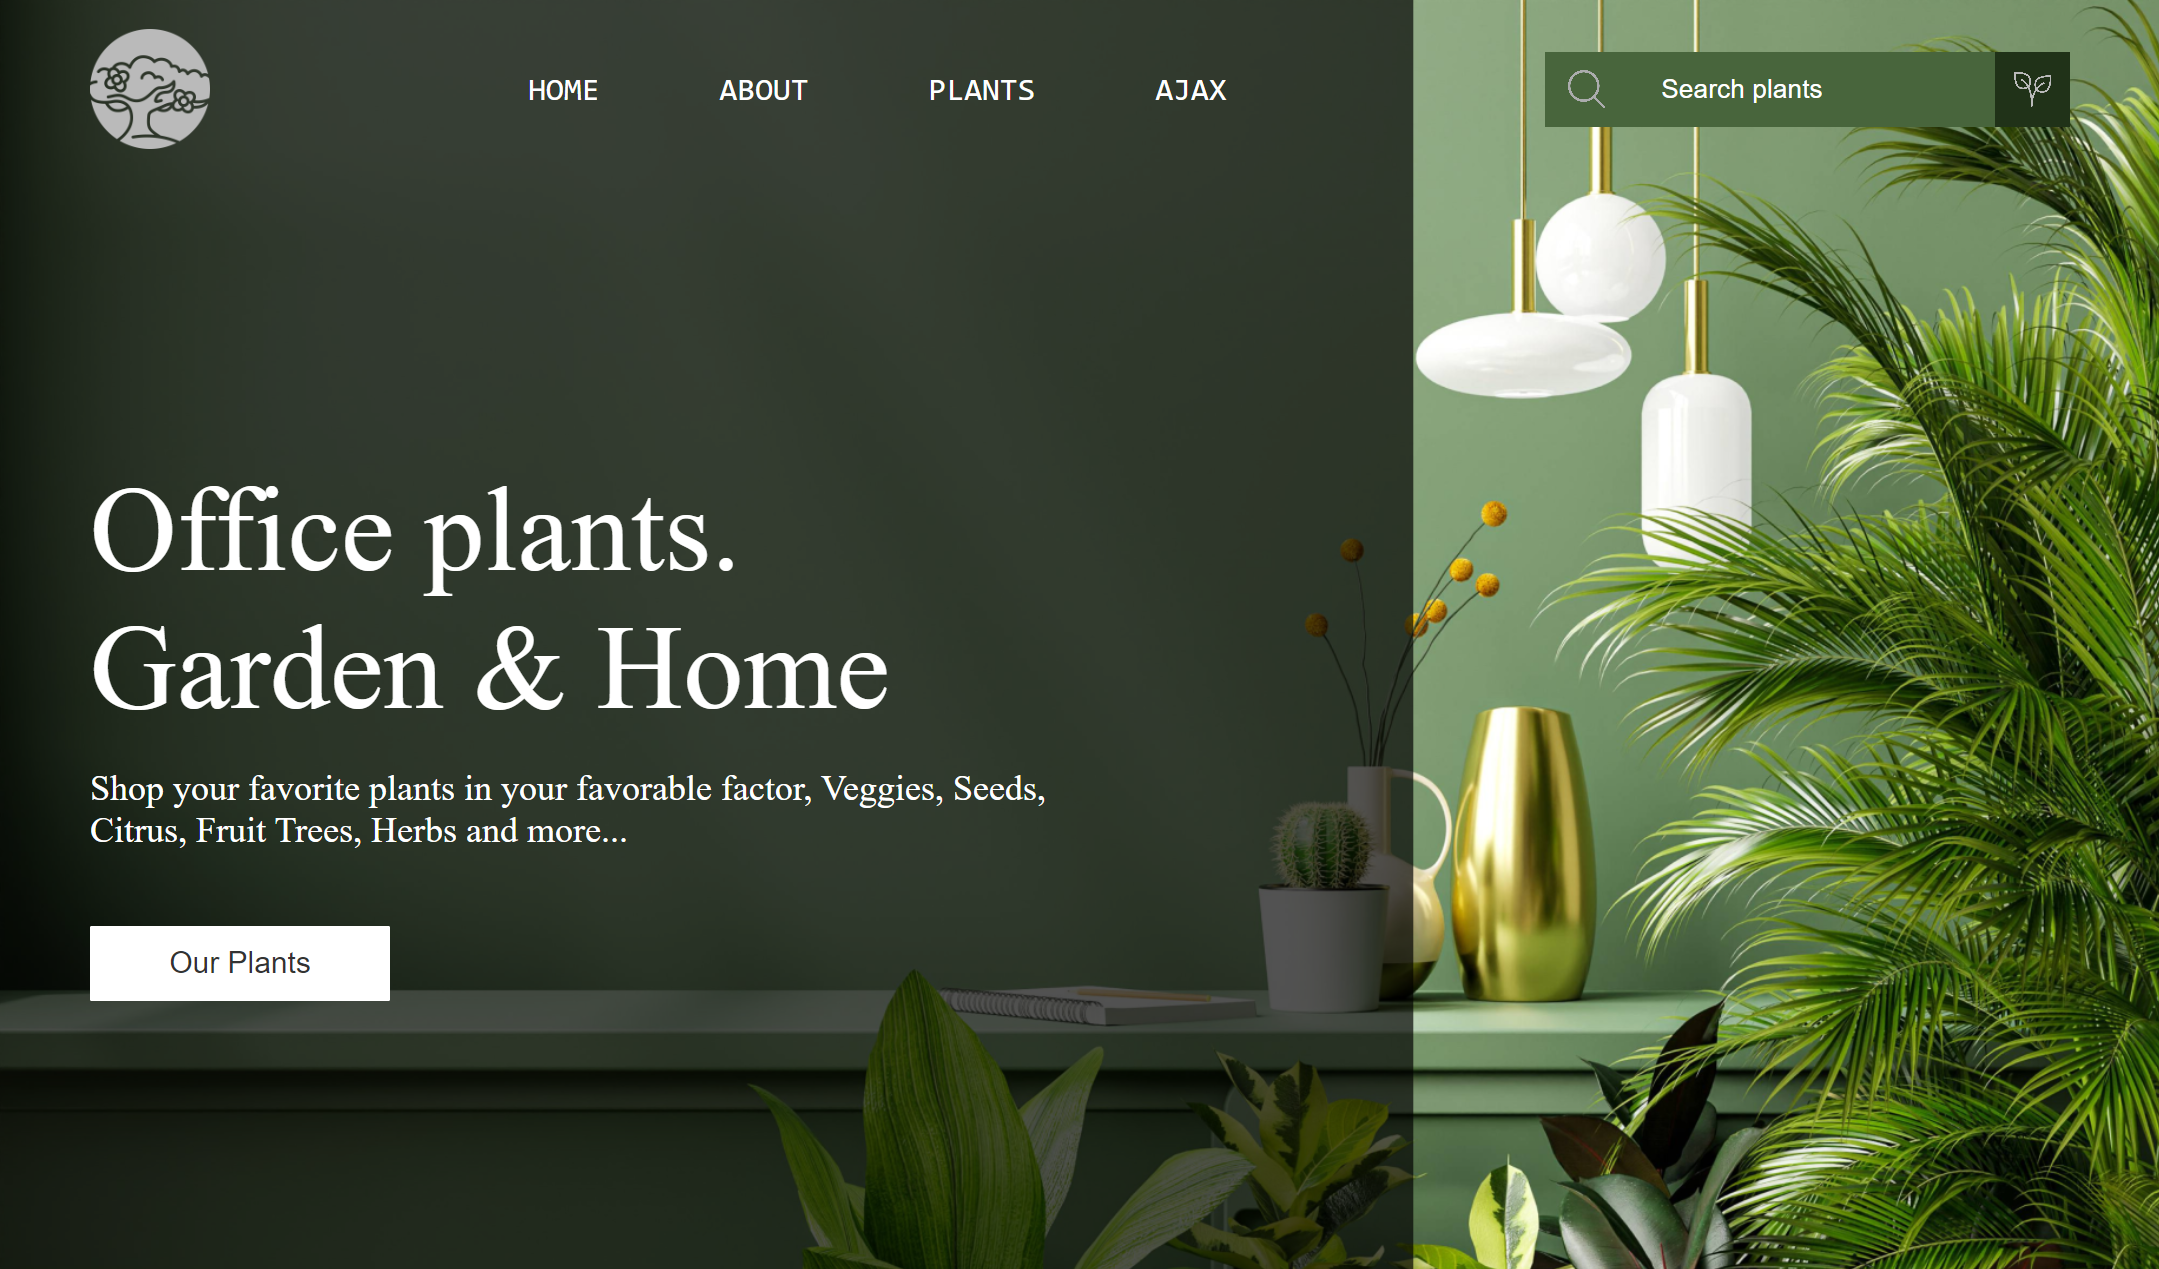 HOME
ABOUT
PLANTS
AJAX
Search plants
Office plants.
Garden & Home
Shop your favorite plants in your favorable factor, Veggies, Seeds,
Citrus, Fruit Trees, Herbs and more...
Our Plants